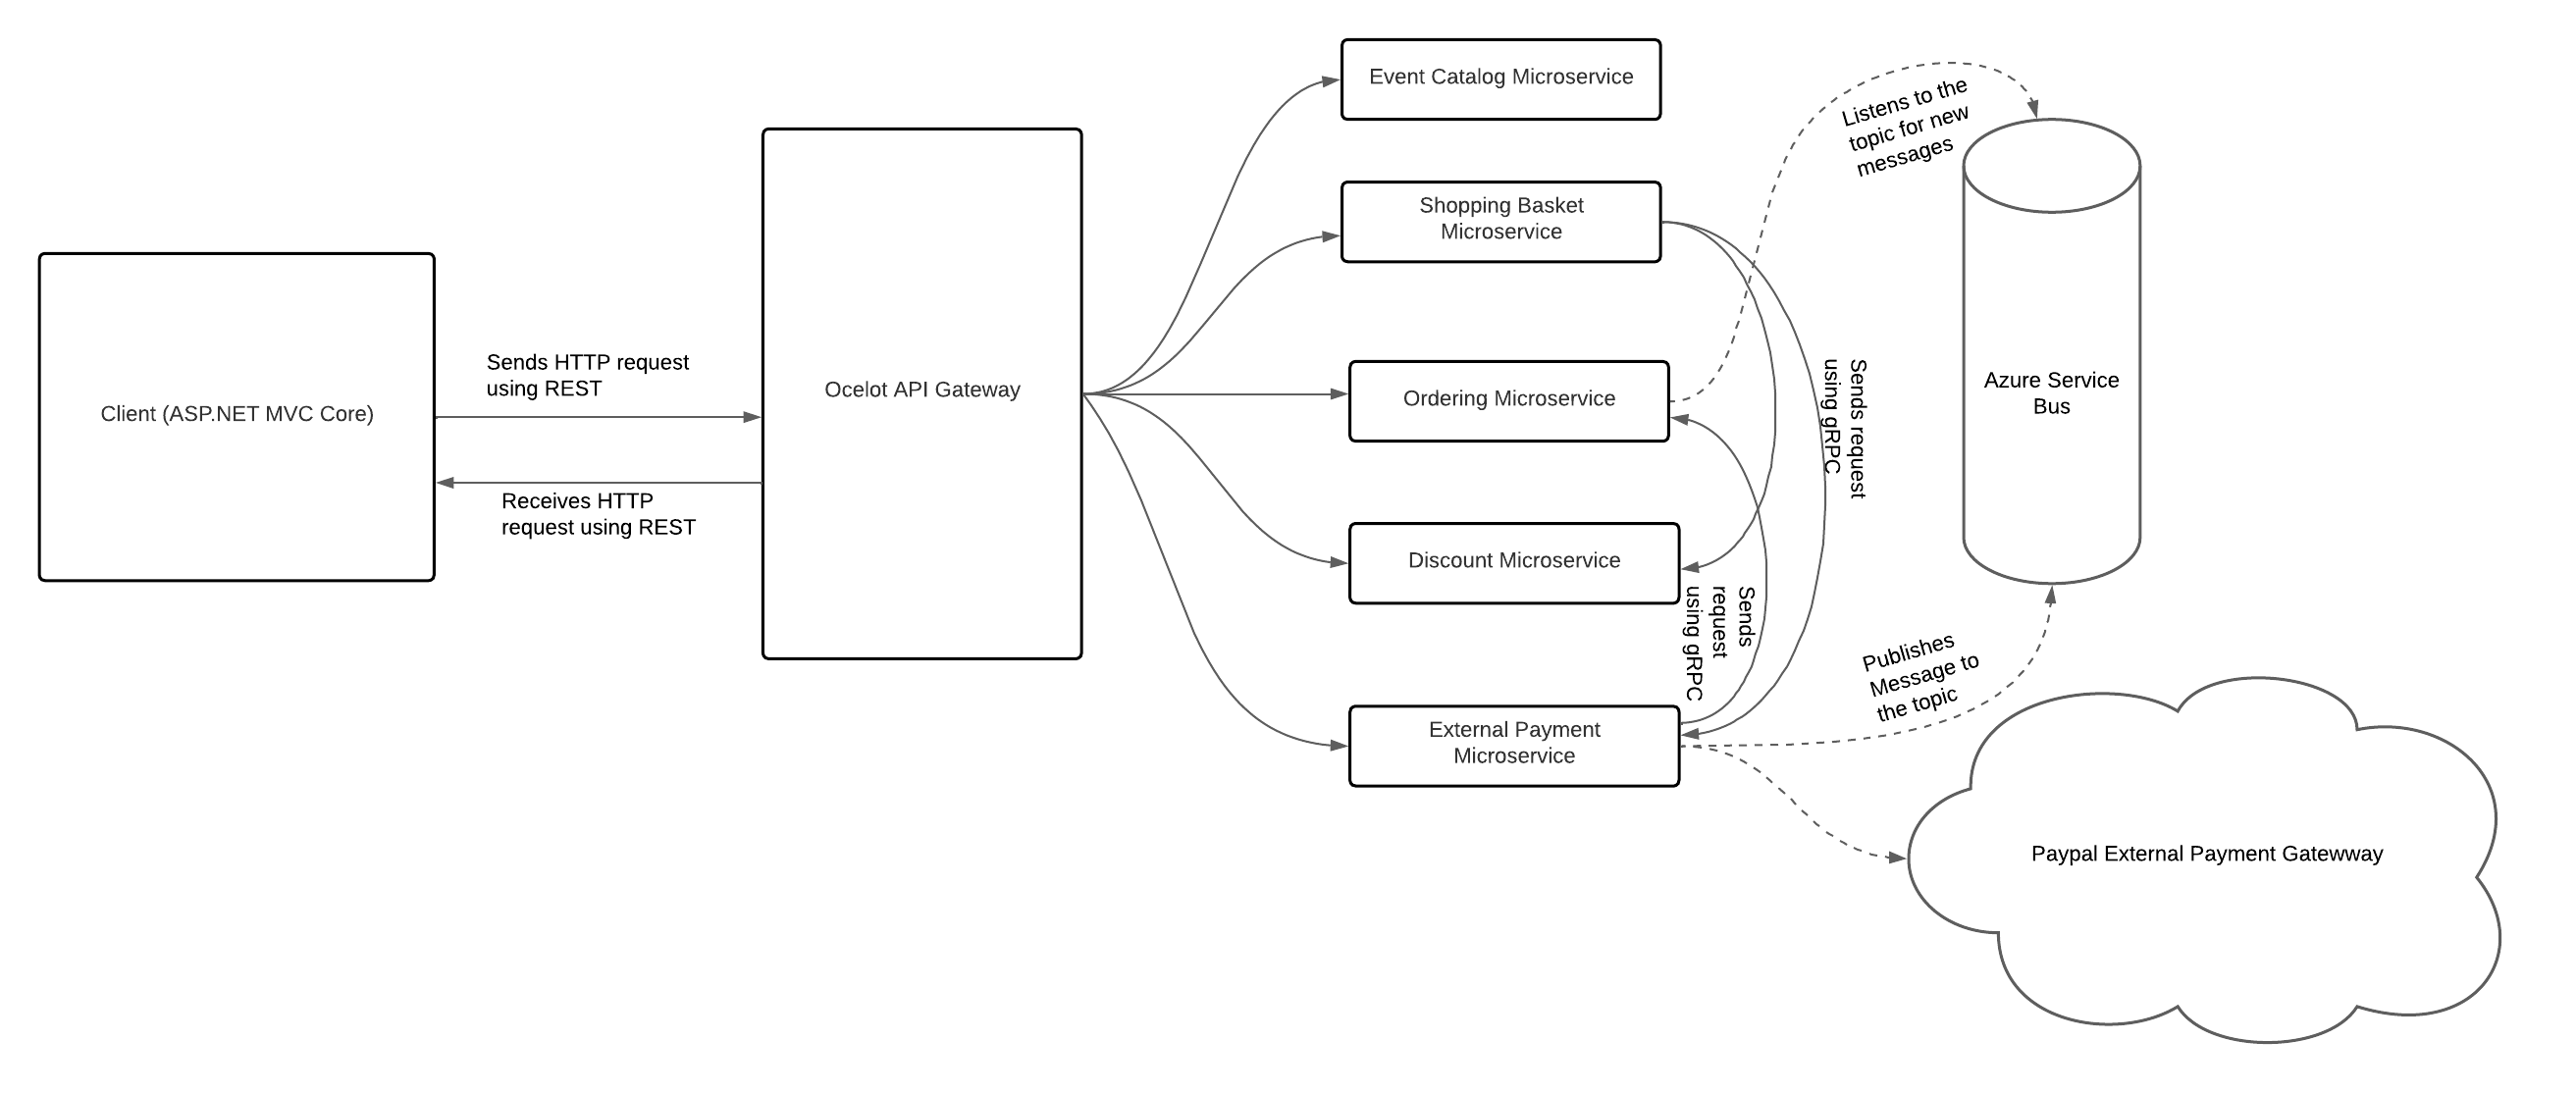 Client (ASP.NET MVC Core)
Sends HTTP request
using REST
Receives HTTP
request using REST
Ocelot API Gateway
Event Catalog Microservice
Shopping Basket
Microservice
Ordering Microservice
Discount Microservice
External Payment
Microservice
Sends
request
using gRPC
Sends request
using gRPC
Listens to the
topic for new
messages
Azure Service
Bus
Publishes
Message to
the topic
Paypal External Payment Gatewway